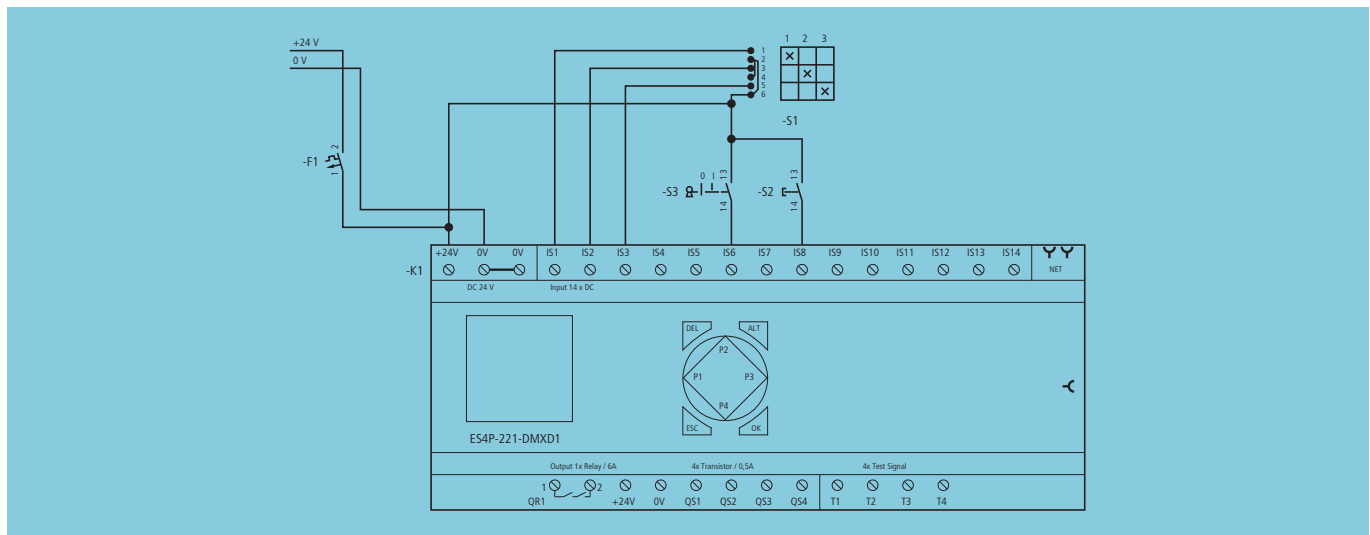 +24 V
0 V
1 2 3
1
2
3
4
5
6
-S1
2
-F1
1
0 I
13
-S3
14
13
-S2
14
+24V 0V 0V IS1 IS2 IS3 IS4 IS5 IS6 IS7 IS8 IS9 IS10 IS11 IS12 IS13 IS14
-K1
NET
DC 24 V
Input 14 x DC
DEL
ALT
P2
P1
P3
P4
ESC
OK
ES4P-221-DMXD1
Output 1x Relay / 6A
4x Transistor / 0,5A
4x Test Signal
1 2
QR1 +24V 0V QS1 QS2 QS3 QS4 T1 T2 T3 T4